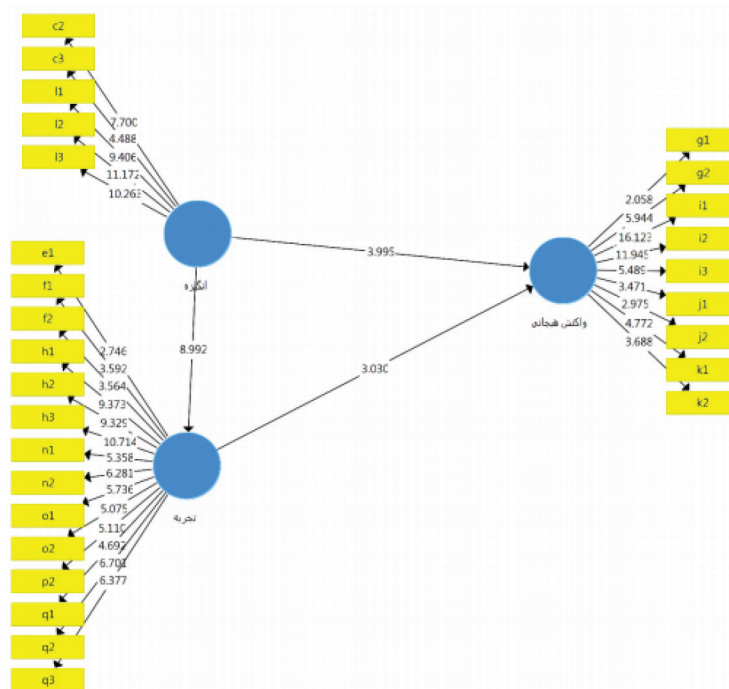 c2
c3
l1
l2
l3
7.700
4.488
9.406
11.172
10.263
انگیزه
e1
f1
f2
h1
h2
h3
n1
n2
o1
o2
p2
q1
q2
q3
2.746
3.592
3.564
9.373
9.329
10.714
5.358
6.281
5.736
5.079
5.110
4.692
6.701
6.377
تجربه
8.992
3.995
3.030
g1
g2
i1
i2
i3
j1
j2
k1
k2
2.058
5.944
16.123
11.945
5.489
3.471
2.975
4.772
3.688
واکنش هیجانی